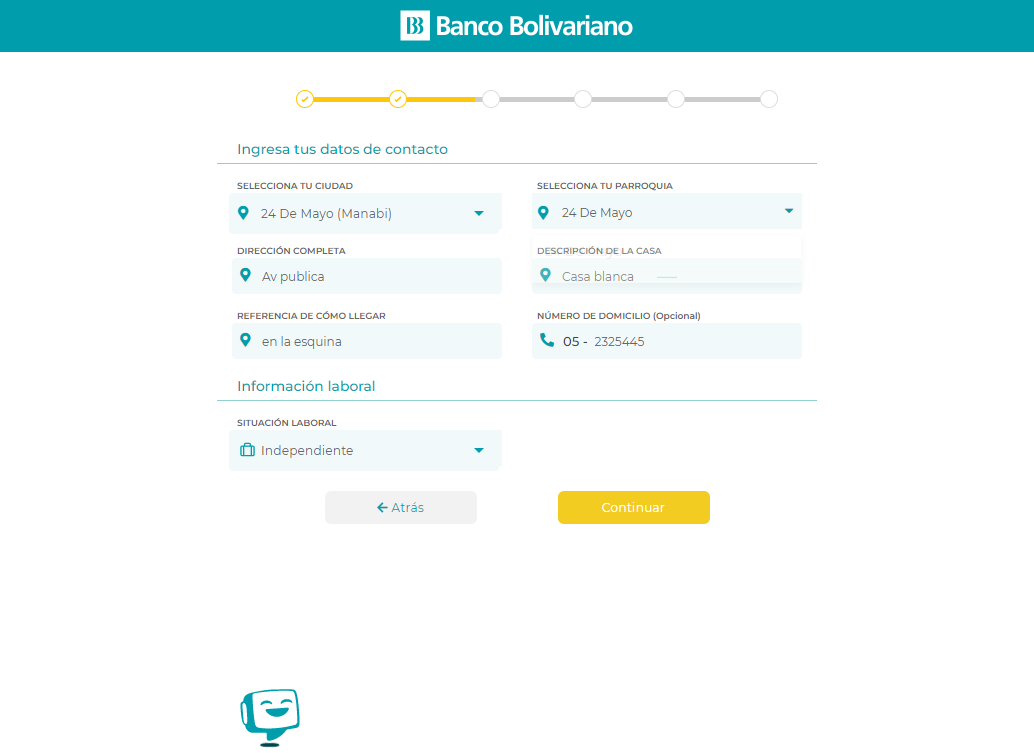 Banco Bolivariano
Ingresa tus datos de contacto
SELECCIONA TU CIUDAD
24 De Mayo (Manabi)
SELECCIONA TU PARROQUIA
24 De Mayo
DIRECCIÓN COMPLETA
Av publica
DESCRIPCIÓN DE LA CASA
Casa blanca
REFERENCIA DE CÓMO LLEGAR
en la esquina
NÚMERO DE DOMICILIO (Opcional)
05 - 2325445
Información laboral
SITUACIÓN LABORAL
Independiente
Atrás
Continuar